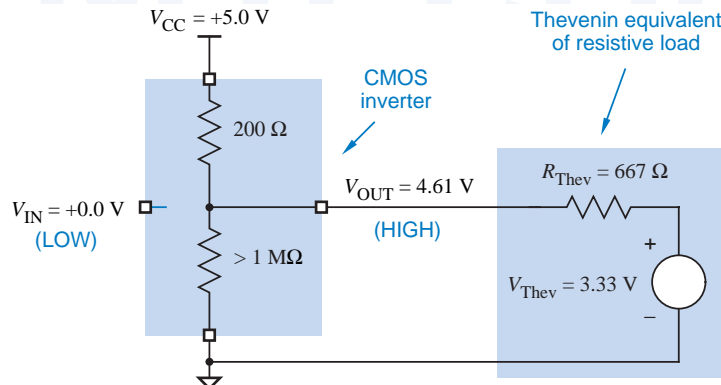 V_CC = +5.0 V
Thevenin equivalent
of resistive load
CMOS
inverter
200 Ω
R_Thev = 667 Ω
V_IN = +0.0 V
(LOW)
V_OUT = 4.61 V
(HIGH)
> 1 MΩ
+
V_Thev = 3.33 V
−